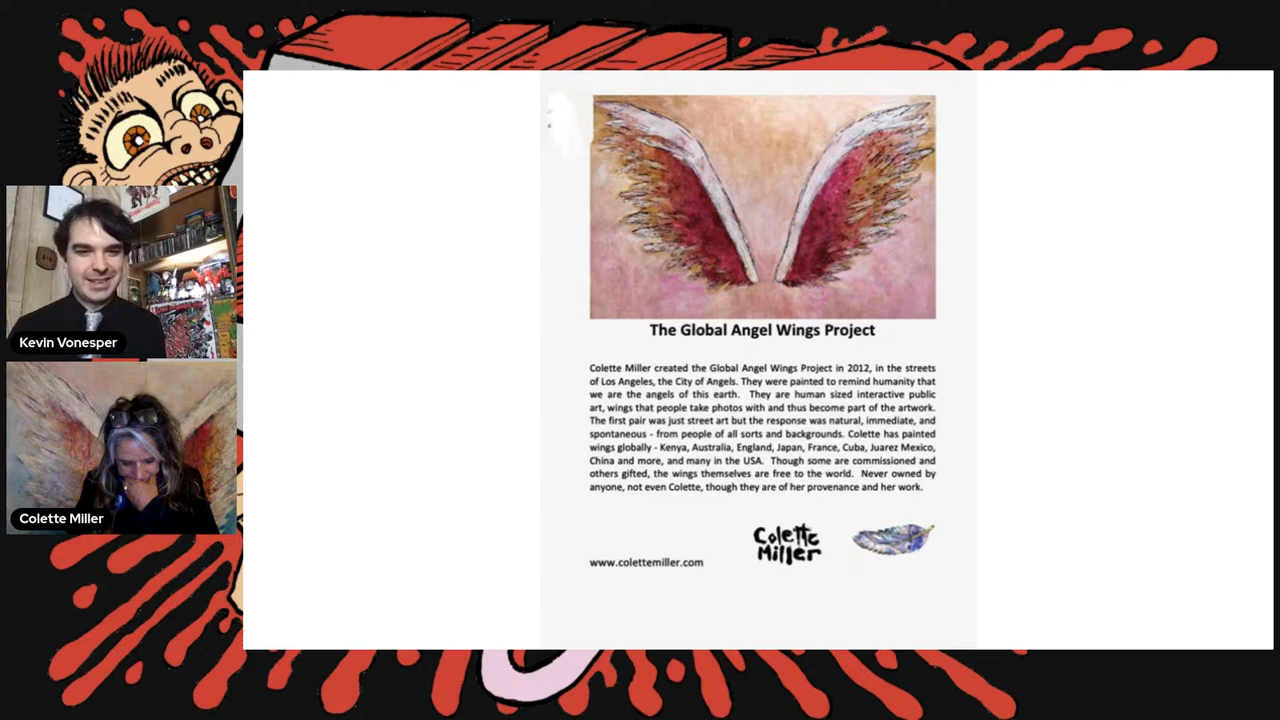 Kevin Vonesper
Colette Miller
The Global Angel Wings Project
Colette Miller created the Global Angel Wings Project in 2012, in the streets
of Los Angeles, the City of Angels. They were painted to remind humanity that
we are the angels of this earth. They are human sized interactive public
art, wings that people take photos with and thus become part of the artwork.
The first pair was just street art but the response was natural, immediate, and
spontaneous - from people of all sorts and backgrounds. Colette has painted
wings globally - Kenya, Australia, England, Japan, France, Cuba, Juarez Mexico,
China and more, and many in the USA. Though some are commissioned and
others gifted, the wings themselves are free to the world. Never owned by
anyone, not even Colette, though they are of her provenance and her work.
Colette
Miller
www.colettemiller.com